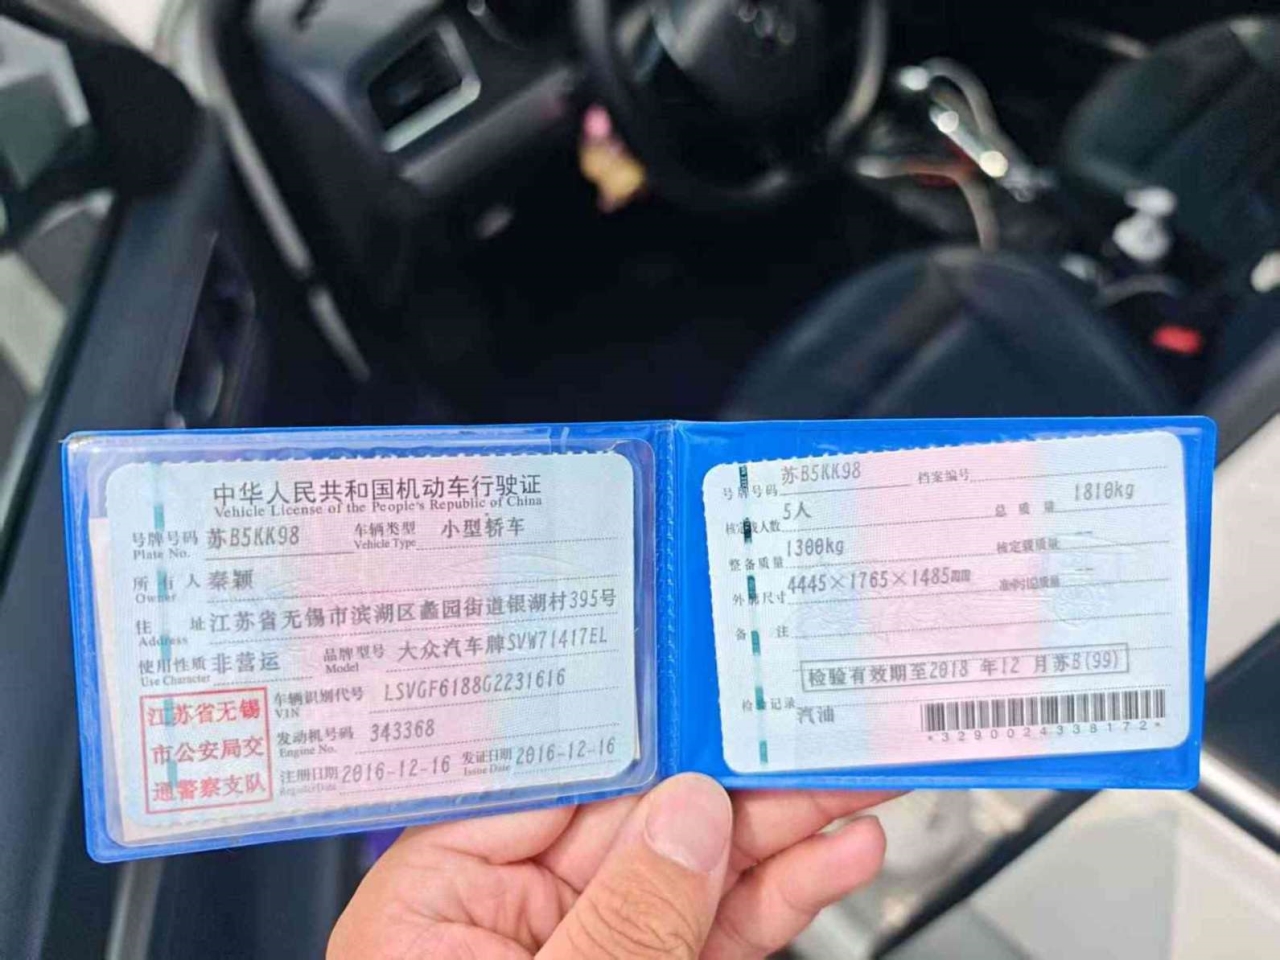 中华人民共和国机动车行驶证
Vehicle License of the People's Republic of China
号牌号码 苏B5KK98 车辆类型 小型轿车
Plate No. Vehicle Type
所有人 秦颖
Owner
住址 江苏省无锡市滨湖区蠡园街道银湖村395号
Address
使用性质 非营运 品牌型号 大众汽车牌SVW71417EL
Use Character Model
江苏省无锡
市公安局交
通警察支队
车辆识别代号 LSVGF6188G2231616
VIN
发动机号码 343368
Engine No.
注册日期 2016-12-16 发证日期 2016-12-16
Register Date Issue Date
号牌号码 苏B5KK98 档案编号
核定载人数 5人 总质量 1810kg
整备质量 1300kg 核定载质量 --
外廓尺寸 4445×1765×1485 准牵引总质量 --
备注
检验有效期至2018 年12 月苏B(99)
检验记录
汽油
*3290024338172*